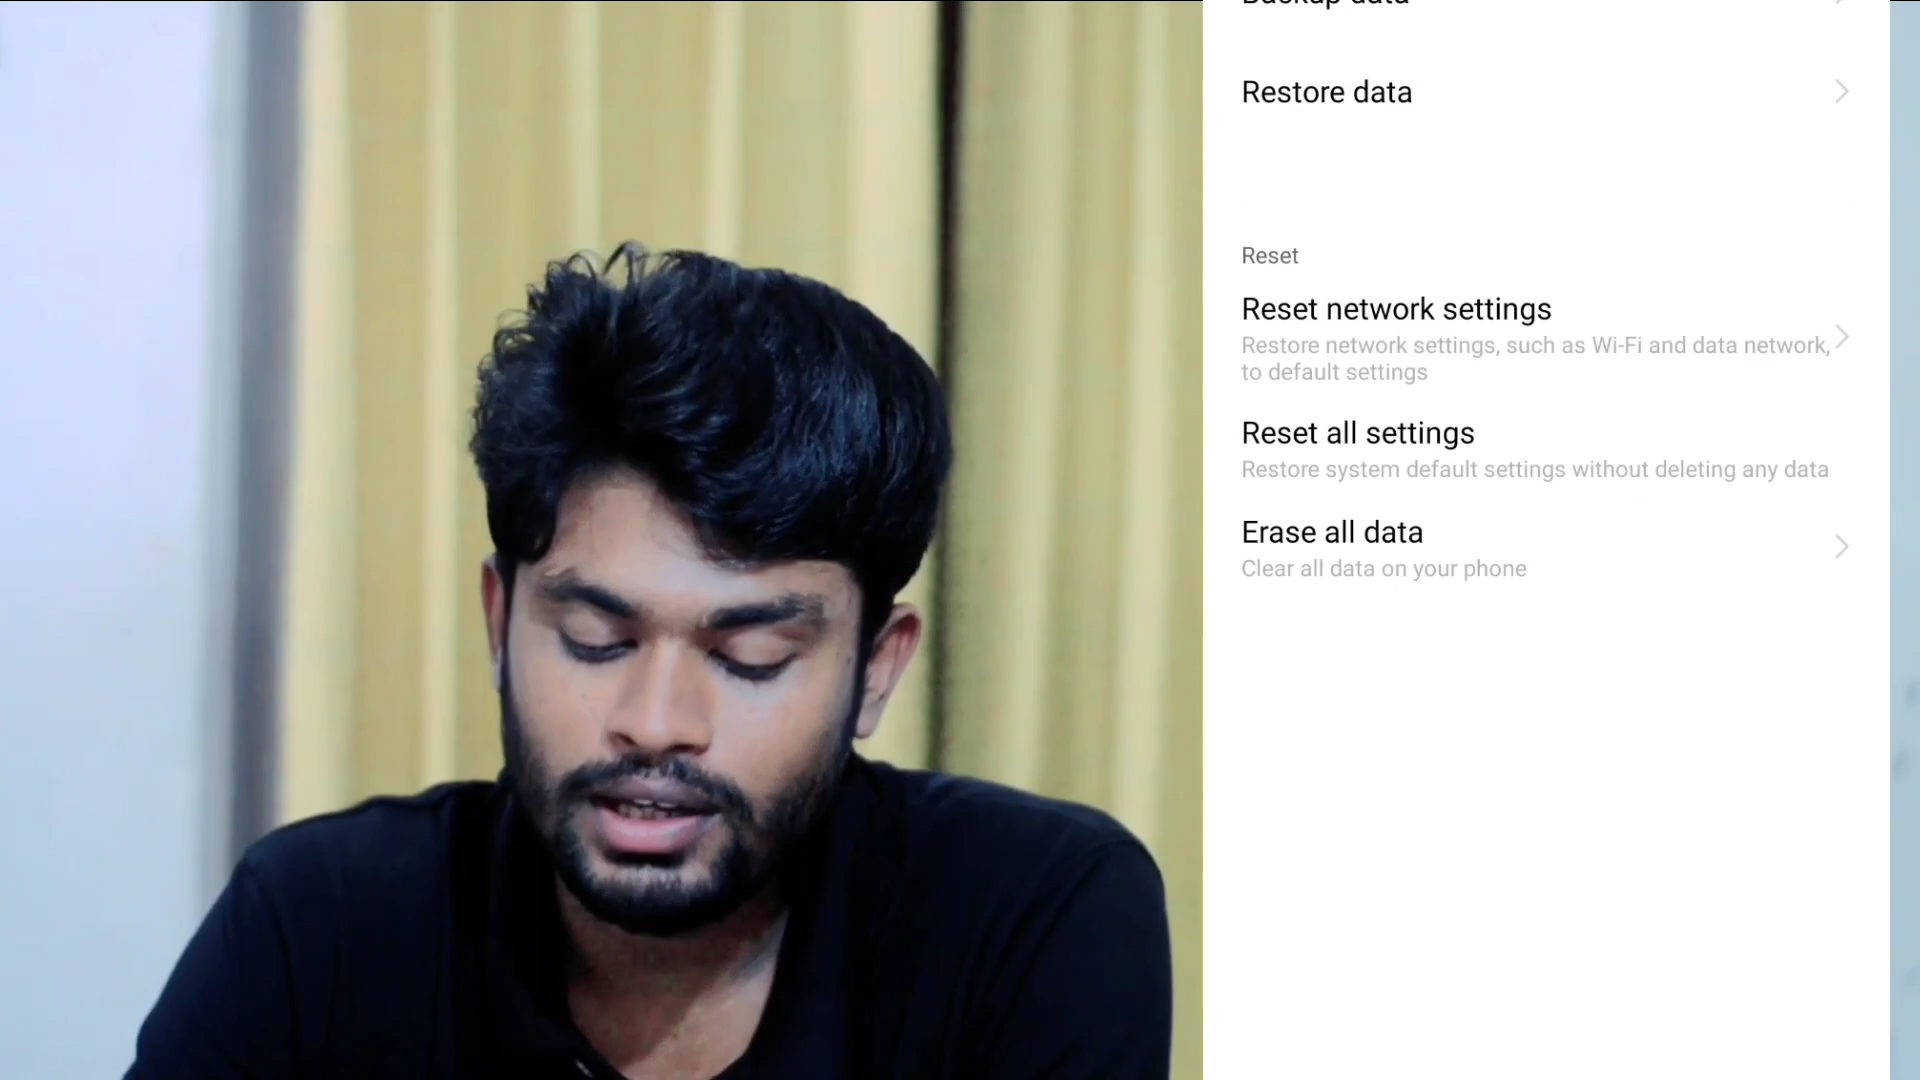 Backup data
Restore data
Reset
Reset network settings
Restore network settings, such as Wi-Fi and data network,
to default settings
Reset all settings
Restore system default settings without deleting any data
Erase all data
Clear all data on your phone